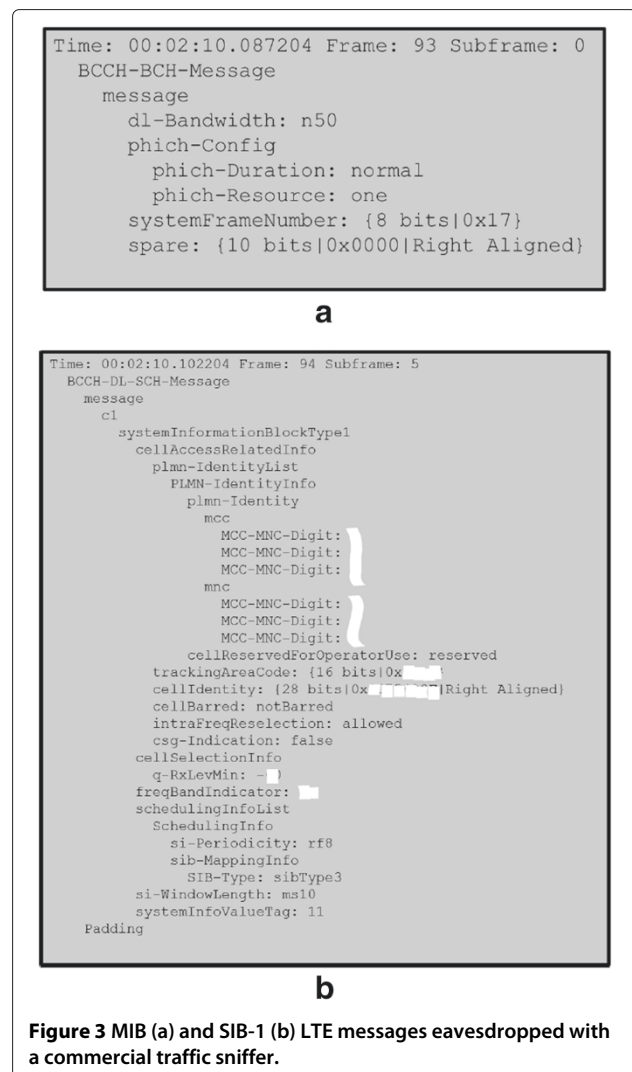 Time: 00:02:10.087204 Frame: 93 Subframe: 0
BCCH-BCH-Message
message
dl-Bandwidth: n50
phich-Config
phich-Duration: normal
phich-Resource: one
systemFrameNumber: {8 bits|0x17}
spare: {10 bits|0x0000|Right Aligned}
a
Time: 00:02:10.102204 Frame: 94 Subframe: 5
BCCH-DL-SCH-Message
message
c1
systemInformationBlockType1
cellAccessRelatedInfo
plmn-IdentityList
PLMN-IdentityInfo
plmn-Identity
mcc
MCC-MNC-Digit:
MCC-MNC-Digit:
MCC-MNC-Digit:
mnc
MCC-MNC-Digit:
MCC-MNC-Digit:
MCC-MNC-Digit:
cellReservedForOperatorUse: reserved
trackingAreaCode: {16 bits|0x
cellIdentity: {28 bits|0x |Right Aligned}
cellBarred: notBarred
intraFreqReselection: allowed
csg-Indication: false
cellSelectionInfo
q-RxLevMin: -
freqBandIndicator:
schedulingInfoList
SchedulingInfo
si-Periodicity: rf8
sib-MappingInfo
SIB-Type: sibType3
si-WindowLength: ms10
systemInfoValueTag: 11
Padding
b
Figure 3 MIB (a) and SIB-1 (b) LTE messages eavesdropped with
a commercial traffic sniffer.